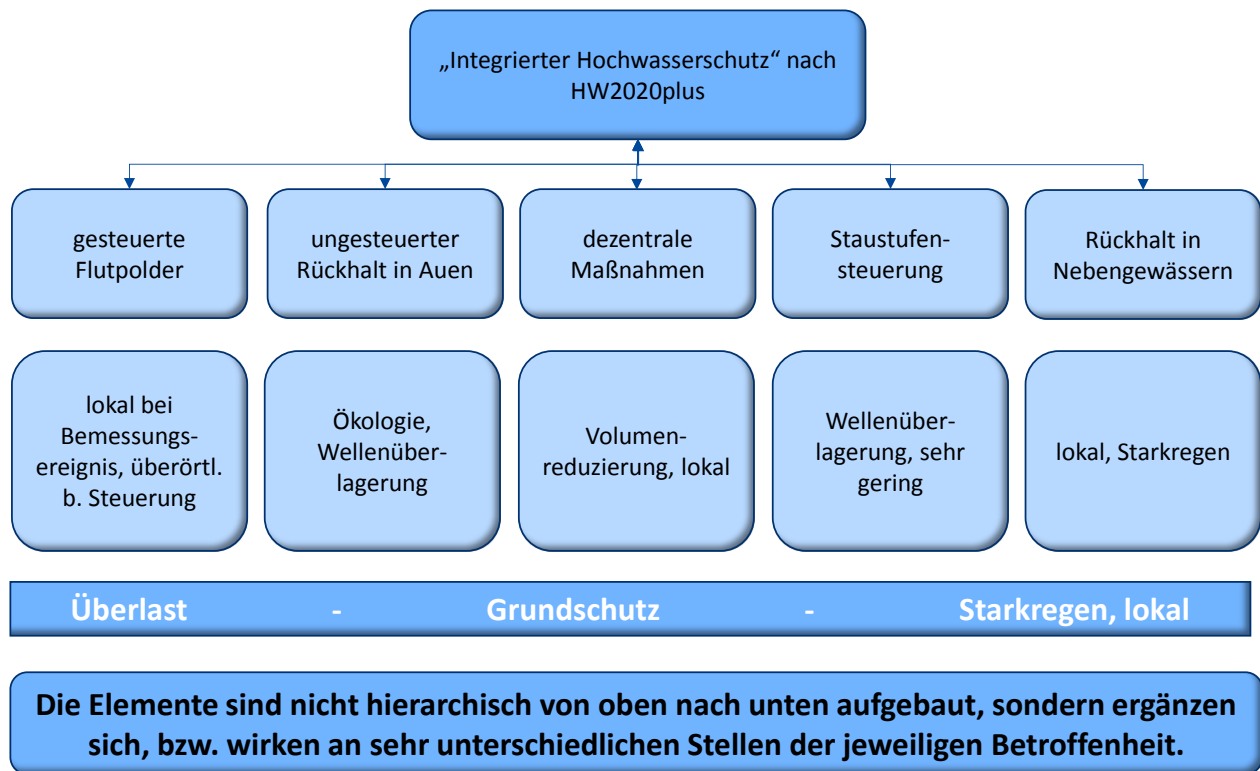 „Integrierter Hochwasserschutz“ nach
HW2020plus
gesteuerte
Flutpolder
ungesteuerter
Rückhalt in Auen
dezentrale
Maßnahmen
Staustufen-
steuerung
Rückhalt in
Nebengewässern
lokal bei
Bemessungs-
ereignis, überörtl.
b. Steuerung
Ökologie,
Wellenüber-
lagerung
Volumen-
reduzierung, lokal
Wellenüber-
lagerung, sehr
gering
lokal, Starkregen
Überlast - Grundschutz - Starkregen, lokal
Die Elemente sind nicht hierarchisch von oben nach unten aufgebaut, sondern ergänzen
sich, bzw. wirken an sehr unterschiedlichen Stellen der jeweiligen Betroffenheit.